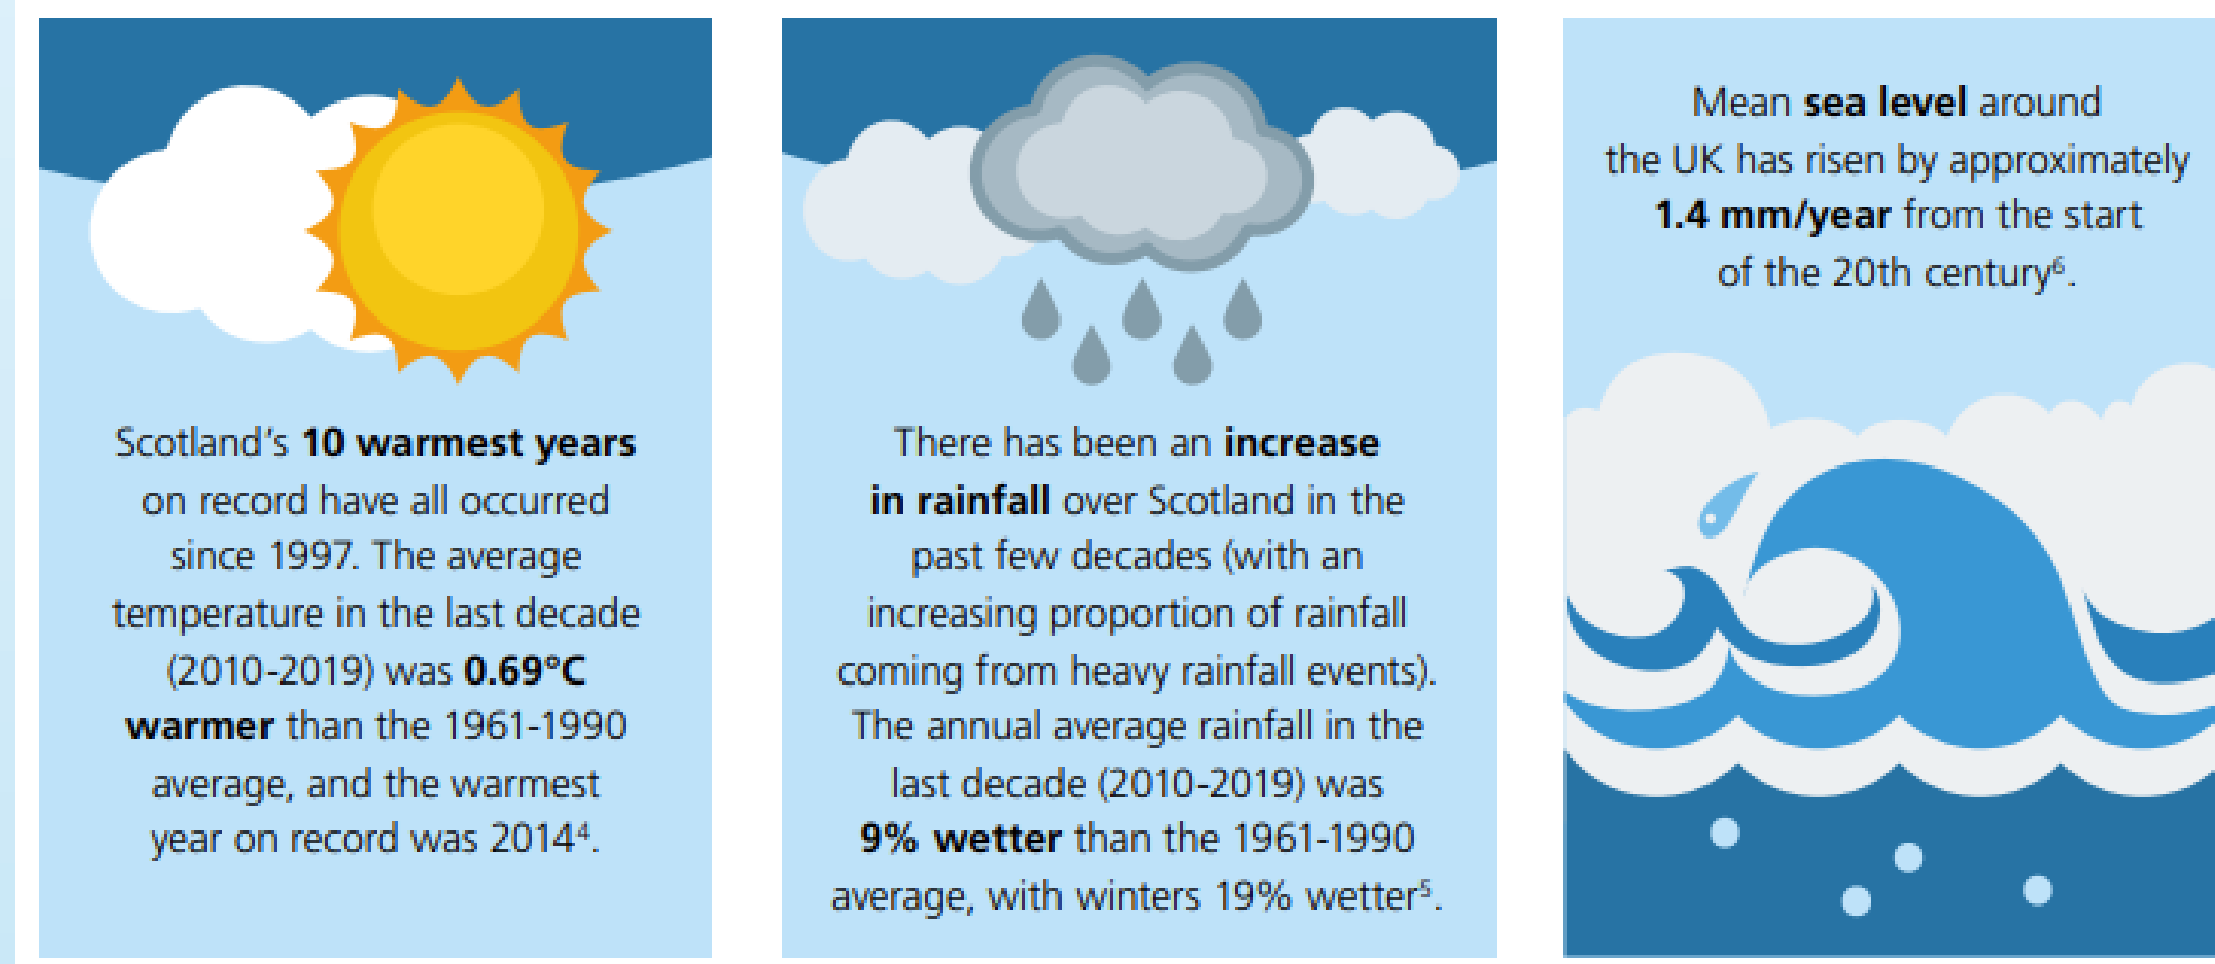 Scotland's 10 warmest years
on record have all occurred
since 1997. The average
temperature in the last decade
(2010-2019) was 0.69°C
warmer than the 1961-1990
average, and the warmest
year on record was 2014⁴.
There has been an increase
in rainfall over Scotland in the
past few decades (with an
increasing proportion of rainfall
coming from heavy rainfall events).
The annual average rainfall in the
last decade (2010-2019) was
9% wetter than the 1961-1990
average, with winters 19% wetter⁵.
Mean sea level around
the UK has risen by approximately
1.4 mm/year from the start
of the 20th century⁶.